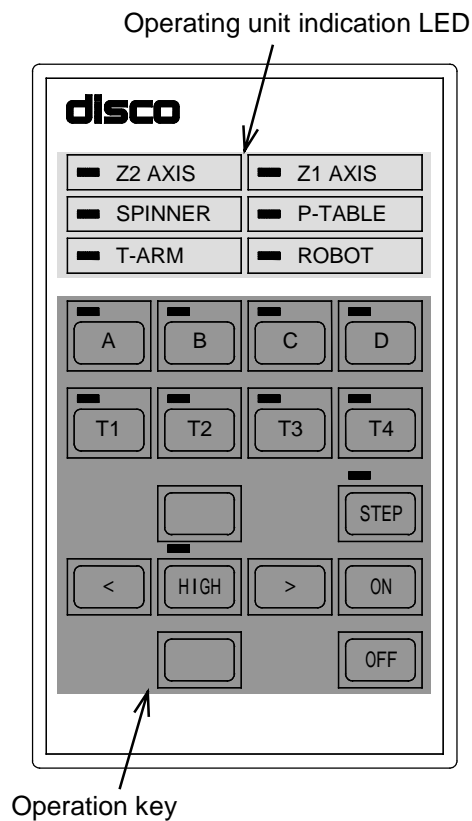 Operating unit indication LED
disco
Z2 AXIS Z1 AXIS
SPINNER P-TABLE
T-ARM ROBOT
A B C D
T1 T2 T3 T4
STEP
< HIGH > ON
OFF
Operation key